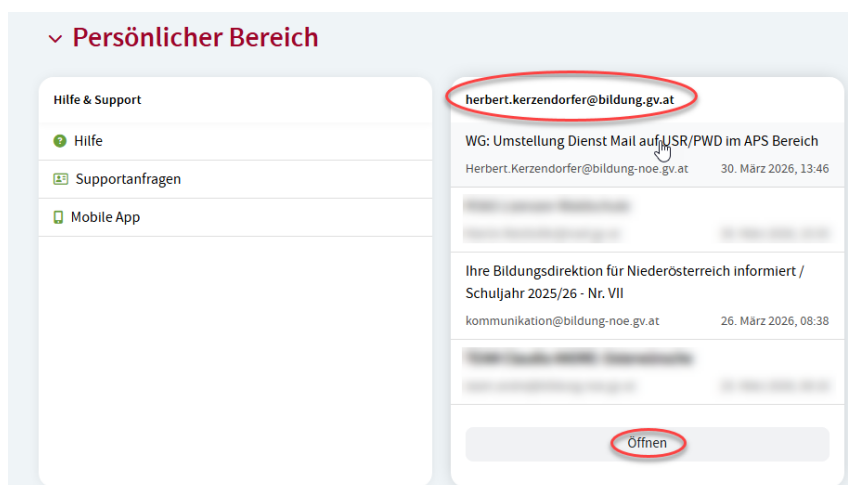 Persönlicher Bereich
Hilfe & Support
Hilfe
Supportanfragen
Mobile App
herbert.kerzendorfer@bildung.gv.at
WG: Umstellung Dienst Mail auf USR/PWD im APS Bereich
Herbert.Kerzendorfer@bildung-noe.gv.at 30. März 2026, 13:46
Ihre Bildungsdirektion für Niederösterreich informiert /
Schuljahr 2025/26 - Nr. VII
kommunikation@bildung-noe.gv.at 26. März 2026, 08:38
Öffnen